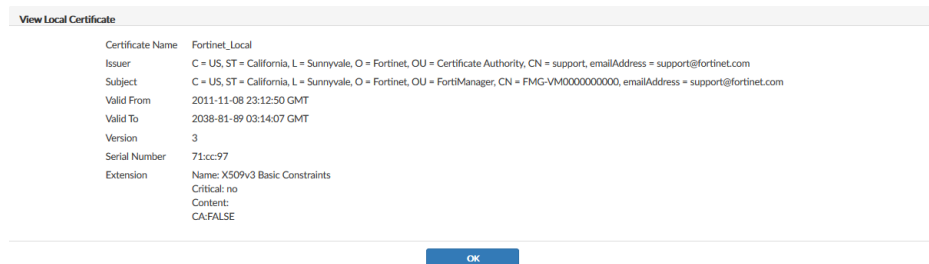 View Local Certificate
Certificate Name Fortinet_Local
Issuer C = US, ST = California, L = Sunnyvale, O = Fortinet, OU = Certificate Authority, CN = support, emailAddress = support@fortinet.com
Subject C = US, ST = California, L = Sunnyvale, O = Fortinet, OU = FortiManager, CN = FMG-VM0000000000, emailAddress = support@fortinet.com
Valid From 2011-11-08 23:12:50 GMT
Valid To 2038-81-89 03:14:07 GMT
Version 3
Serial Number 71:cc:97
Extension Name: X509v3 Basic Constraints
Critical: no
Content:
CA:FALSE
OK